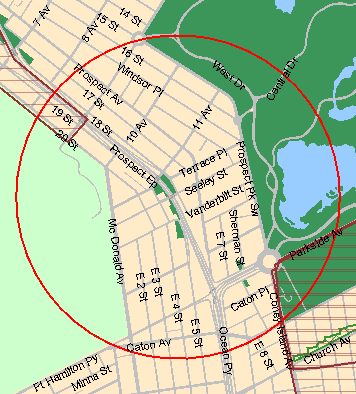 7 Av
8 Av
15 St
14 St
16 St
Windsor Pl
Prospect Av
17 St
West Dr
Central Dr
19 St
20 St
18 St
10 Av
11 Av
Prospect Ep
Terrace Pl
Seeley St
Vanderbilt St
Prospect Pk Sw
Mc Donald Av
Sherman St
E 7 St
Parkside Av
E 2 St
E 3 St
E 4 St
E 5 St
Caton Pl
Coney Island Av
Ocean Py
E 8 St
Church Av
Caton Av
Ft Hamilton Py
Minna St